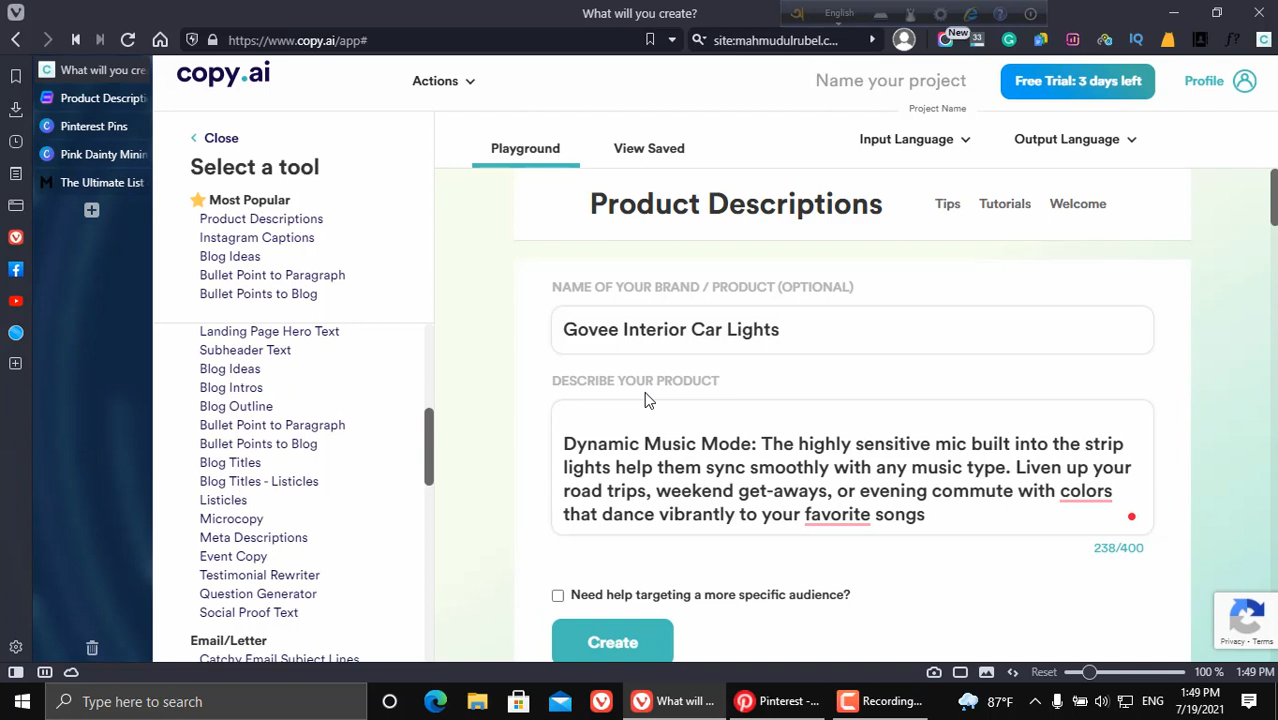 What will you create?
English
https://www.copy.ai/app#
site:mahmudulrubel.c...
New
33
What will you cre
Product Descripti
Pinterest Pins
Pink Dainty Mini
The Ultimate List
copy.ai
Actions
Name your project
Project Name
Free Trial: 3 days left
Profile
Close
Select a tool
Most Popular
Product Descriptions
Instagram Captions
Blog Ideas
Bullet Point to Paragraph
Bullet Points to Blog
Landing Page Hero Text
Subheader Text
Blog Ideas
Blog Intros
Blog Outline
Bullet Point to Paragraph
Bullet Points to Blog
Blog Titles
Blog Titles - Listicles
Listicles
Microcopy
Meta Descriptions
Event Copy
Testimonial Rewriter
Question Generator
Social Proof Text
Email/Letter
Catchy Email Subject Lines
Playground
View Saved
Input Language
Output Language
Product Descriptions
Tips
Tutorials
Welcome
NAME OF YOUR BRAND / PRODUCT (OPTIONAL)
Govee Interior Car Lights
DESCRIBE YOUR PRODUCT
Dynamic Music Mode: The highly sensitive mic built into the strip
lights help them sync smoothly with any music type. Liven up your
road trips, weekend get-aways, or evening commute with colors
that dance vibrantly to your favorite songs
238/400
Need help targeting a more specific audience?
Create
Privacy - Terms
Reset
100 %
1:49 PM
Type here to search
What will ...
Pinterest -...
Recording...
87°F
ENG
1:49 PM
7/19/2021